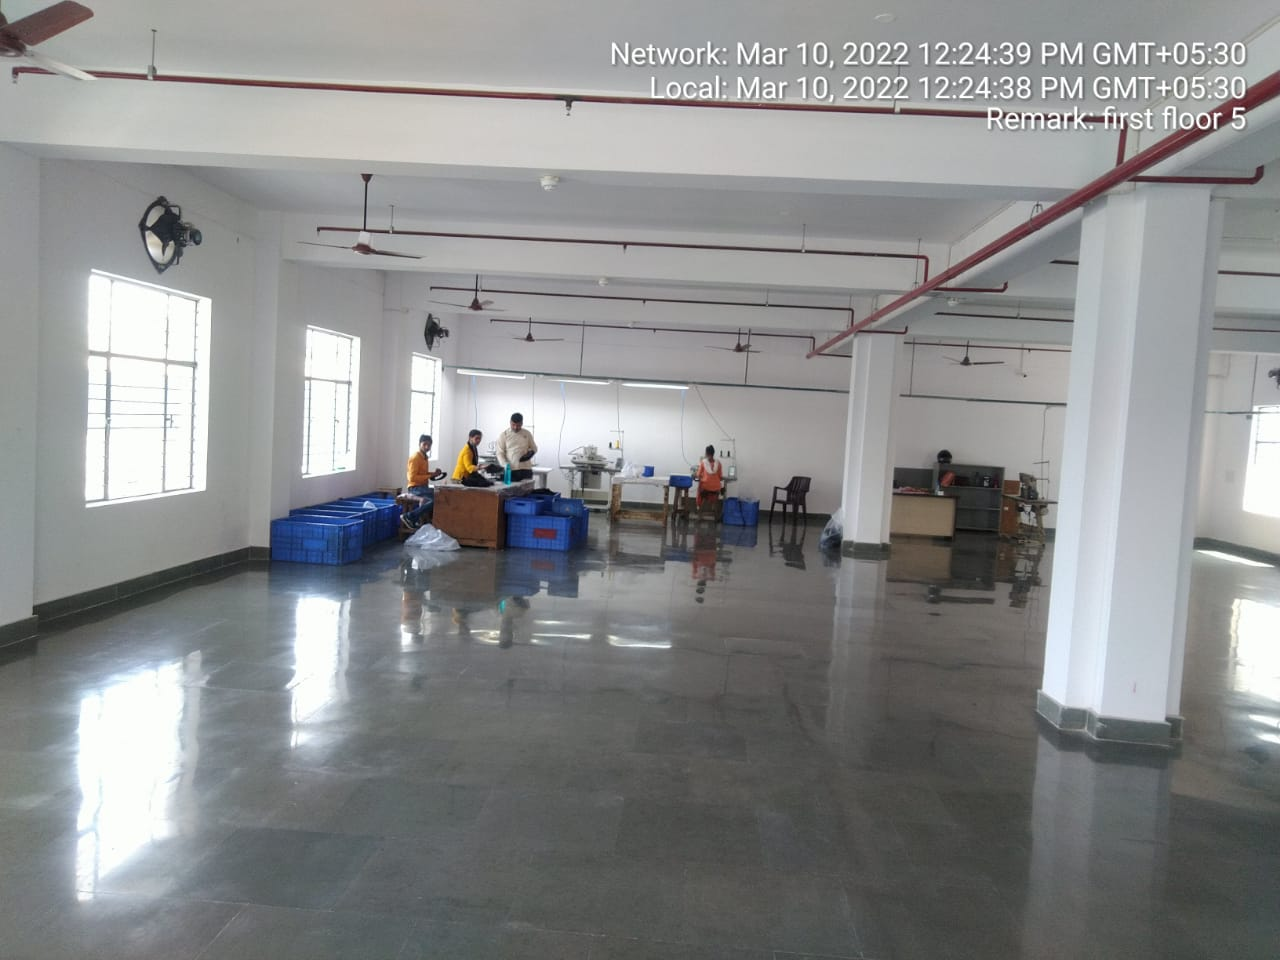 Network: Mar 10, 2022 12:24:39 PM GMT+05:30
Local: Mar 10, 2022 12:24:38 PM GMT+05:30
Remark: first floor 5